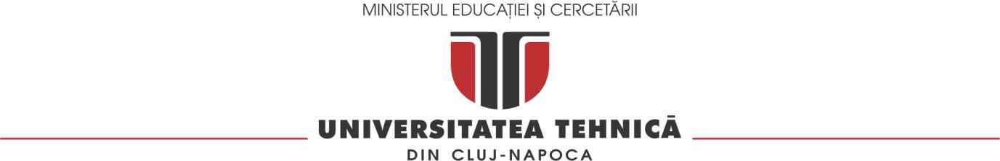 MINISTERUL EDUCAȚIEI ȘI CERCETĂRII
UNIVERSITATEA TEHNICĂ
DIN CLUJ-NAPOCA